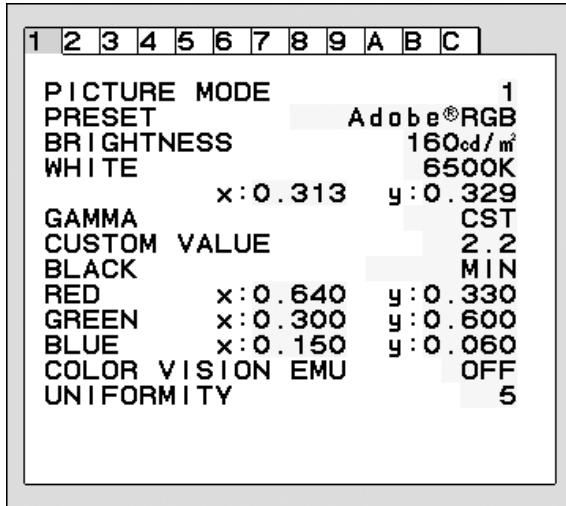 1 2 3 4 5 6 7 8 9 A B C
PICTURE MODE 1
PRESET Adobe®RGB
BRIGHTNESS 160cd/㎡
WHITE 6500K
x:0.313 y:0.329
GAMMA CST
CUSTOM VALUE 2.2
BLACK MIN
RED x:0.640 y:0.330
GREEN x:0.300 y:0.600
BLUE x:0.150 y:0.060
COLOR VISION EMU OFF
UNIFORMITY 5